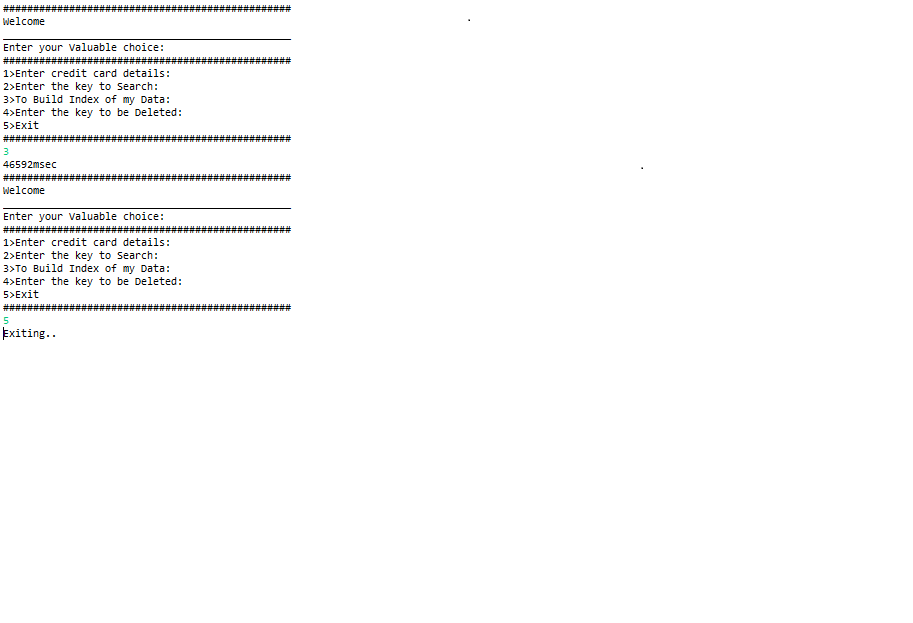 ################################################
Welcome
________________________________________________
Enter your Valuable choice:
################################################
1>Enter credit card details:
2>Enter the key to Search:
3>To Build Index of my Data:
4>Enter the key to be Deleted:
5>Exit
################################################
3
46592msec
################################################
Welcome
________________________________________________
Enter your Valuable choice:
################################################
1>Enter credit card details:
2>Enter the key to Search:
3>To Build Index of my Data:
4>Enter the key to be Deleted:
5>Exit
################################################
5
Exiting..